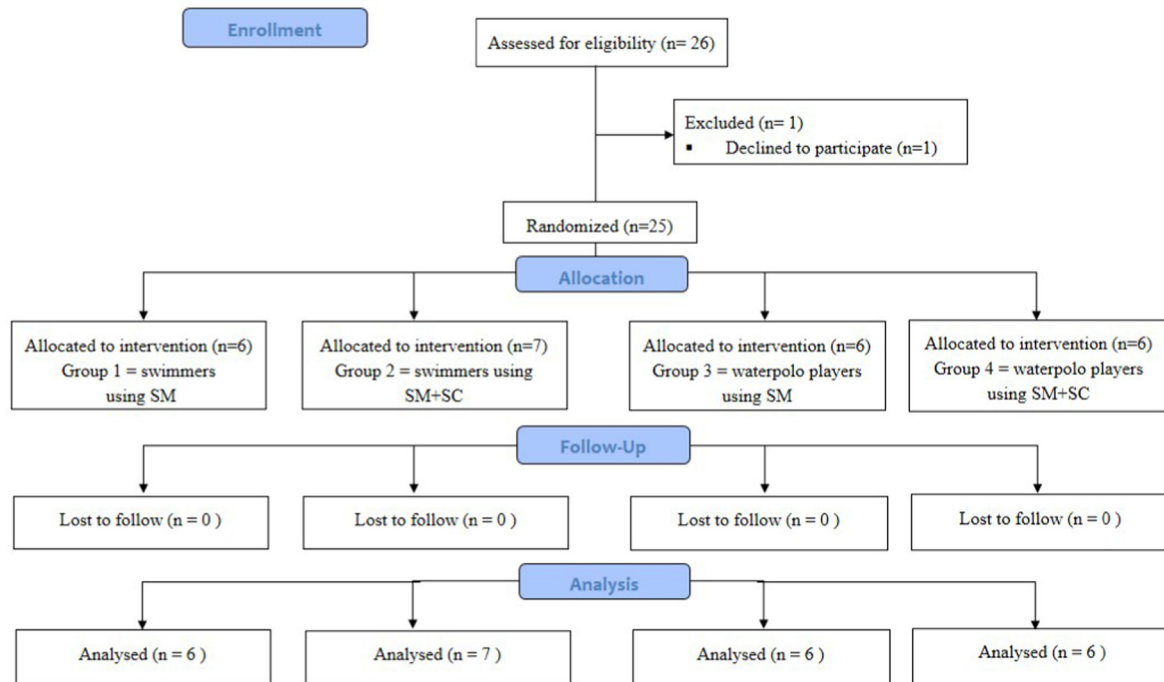 Enrollment
Assessed for eligibility (n= 26)
Excluded (n= 1)
▪ Declined to participate (n=1)
Randomized (n=25)
Allocation
Allocated to intervention (n=6)
Group 1 = swimmers
using SM
Allocated to intervention (n=7)
Group 2 = swimmers using
SM+SC
Allocated to intervention (n=6)
Group 3 = waterpolo players
using SM
Allocated to intervention (n=6)
Group 4 = waterpolo players
using SM+SC
Follow-Up
Lost to follow (n = 0 )
Lost to follow (n = 0 )
Lost to follow (n = 0 )
Lost to follow (n = 0 )
Analysis
Analysed (n = 6 )
Analysed (n = 7 )
Analysed (n = 6 )
Analysed (n = 6 )